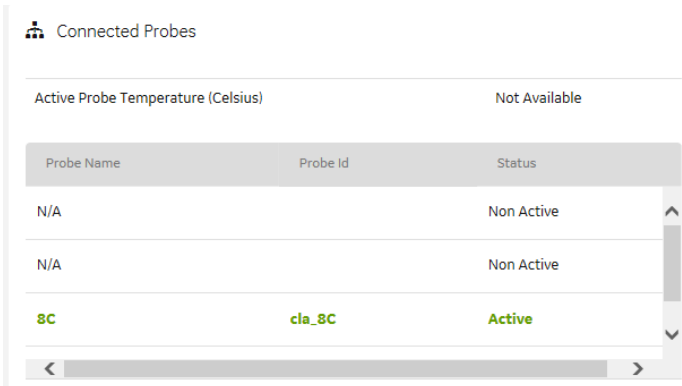 Connected Probes
Active Probe Temperature (Celsius) Not Available
Probe Name Probe Id Status
N/A Non Active
N/A Non Active
8C cla_8C Active